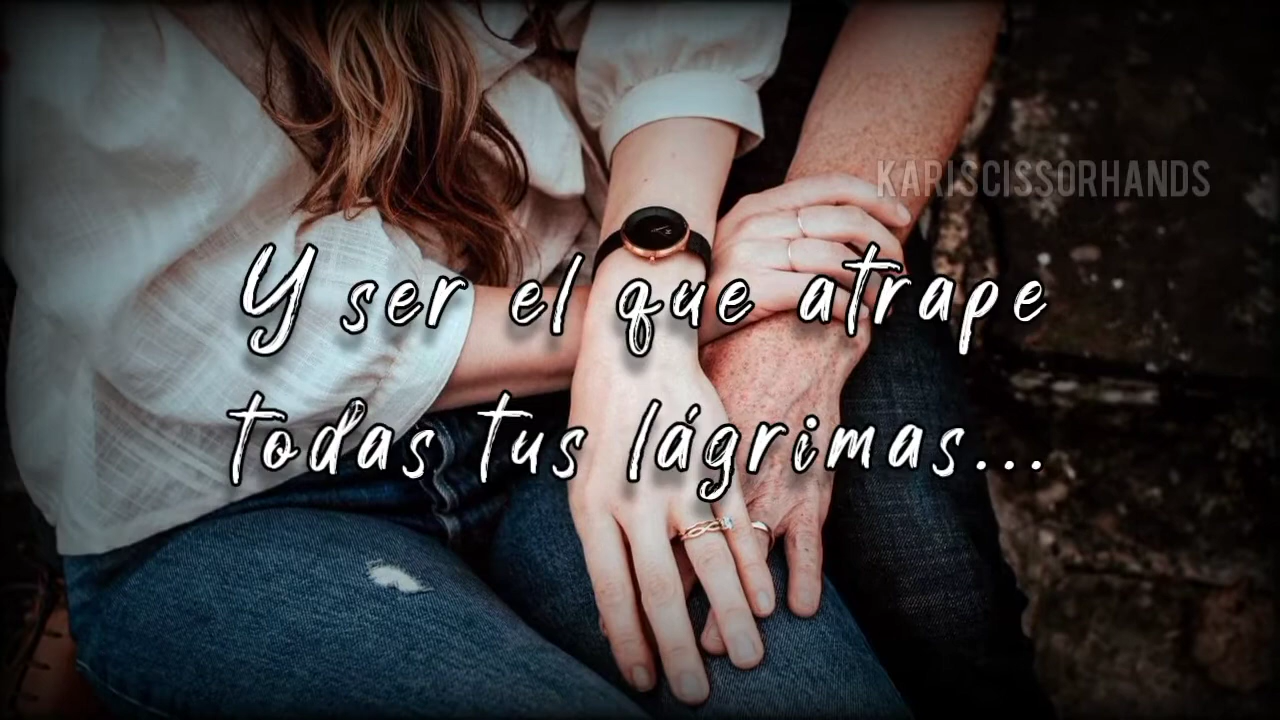 KARISCISSORHANDS
Y ser el que atrape
todas tus lágrimas...